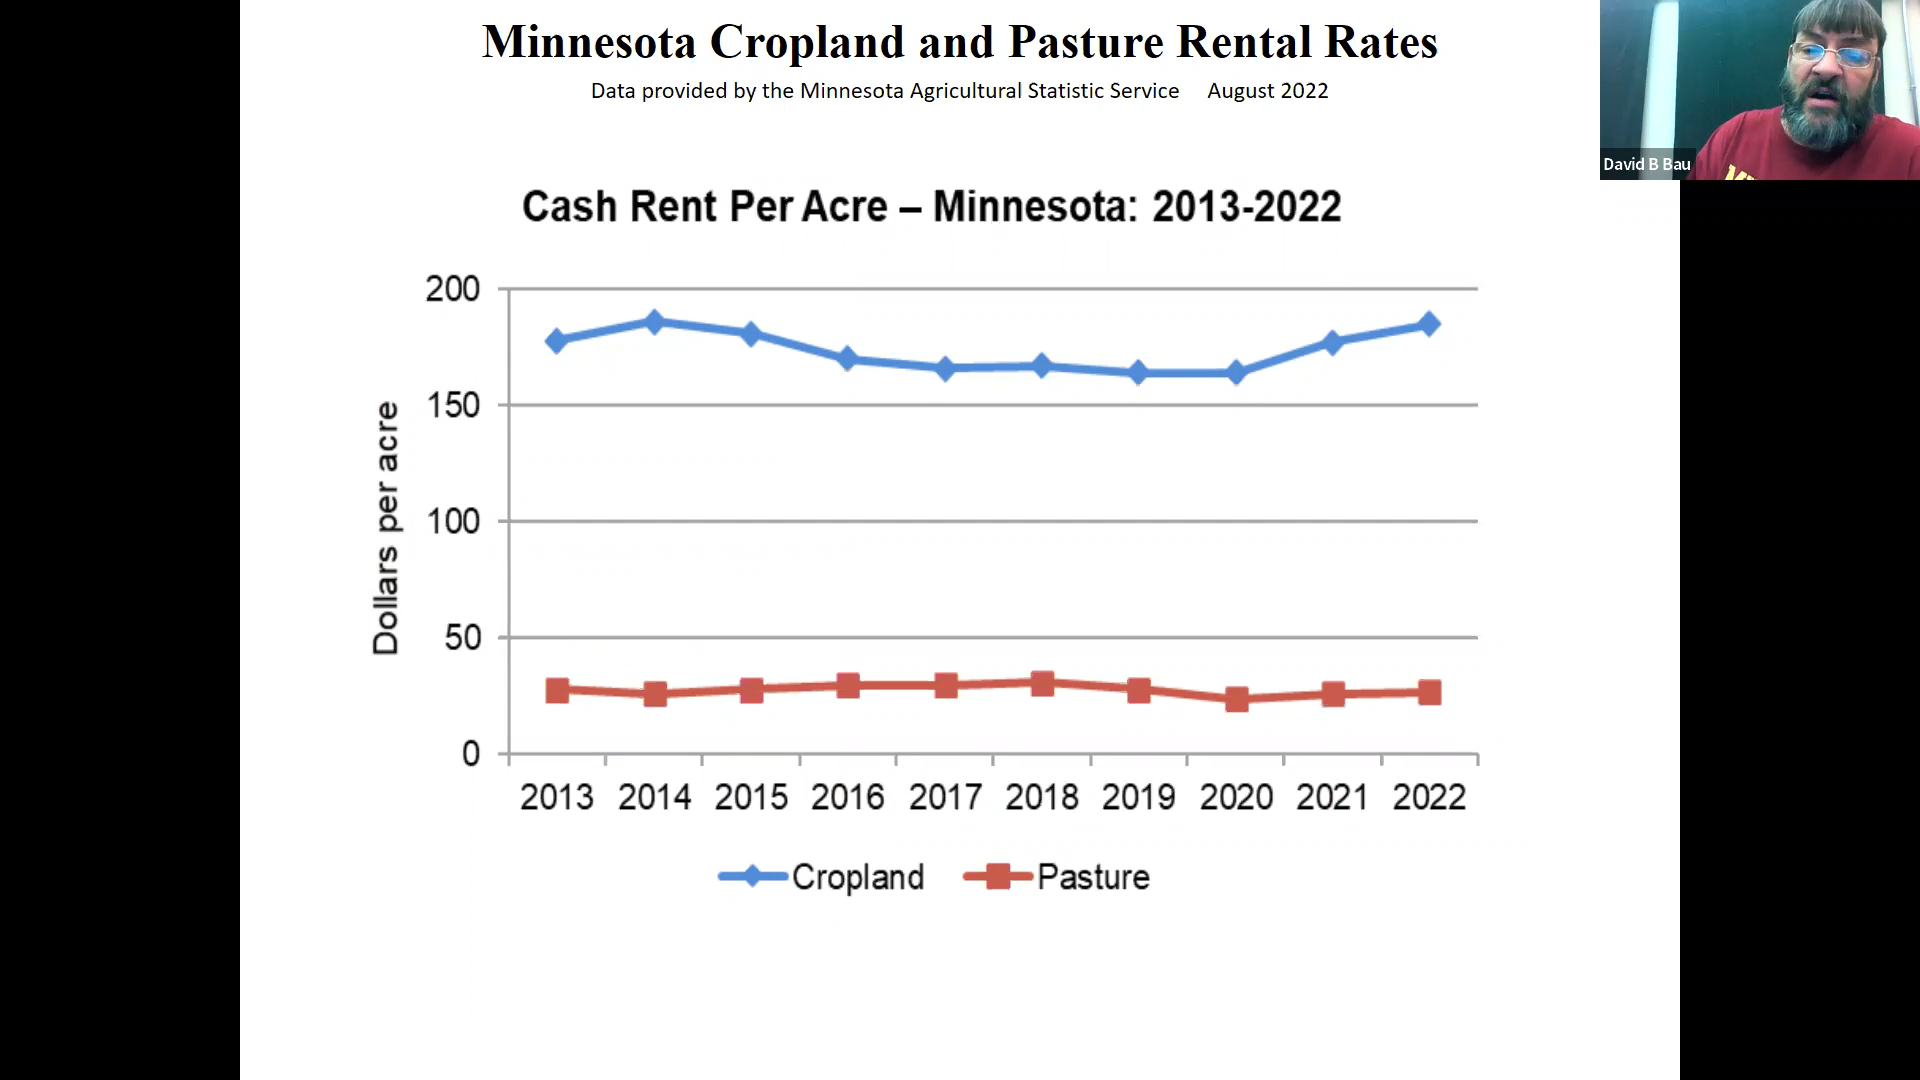 Minnesota Cropland and Pasture Rental Rates
Data provided by the Minnesota Agricultural Statistic Service August 2022
David B Bau
Cash Rent Per Acre – Minnesota: 2013-2022
Dollars per acre
200
150
100
50
0
2013 2014 2015 2016 2017 2018 2019 2020 2021 2022
Cropland Pasture